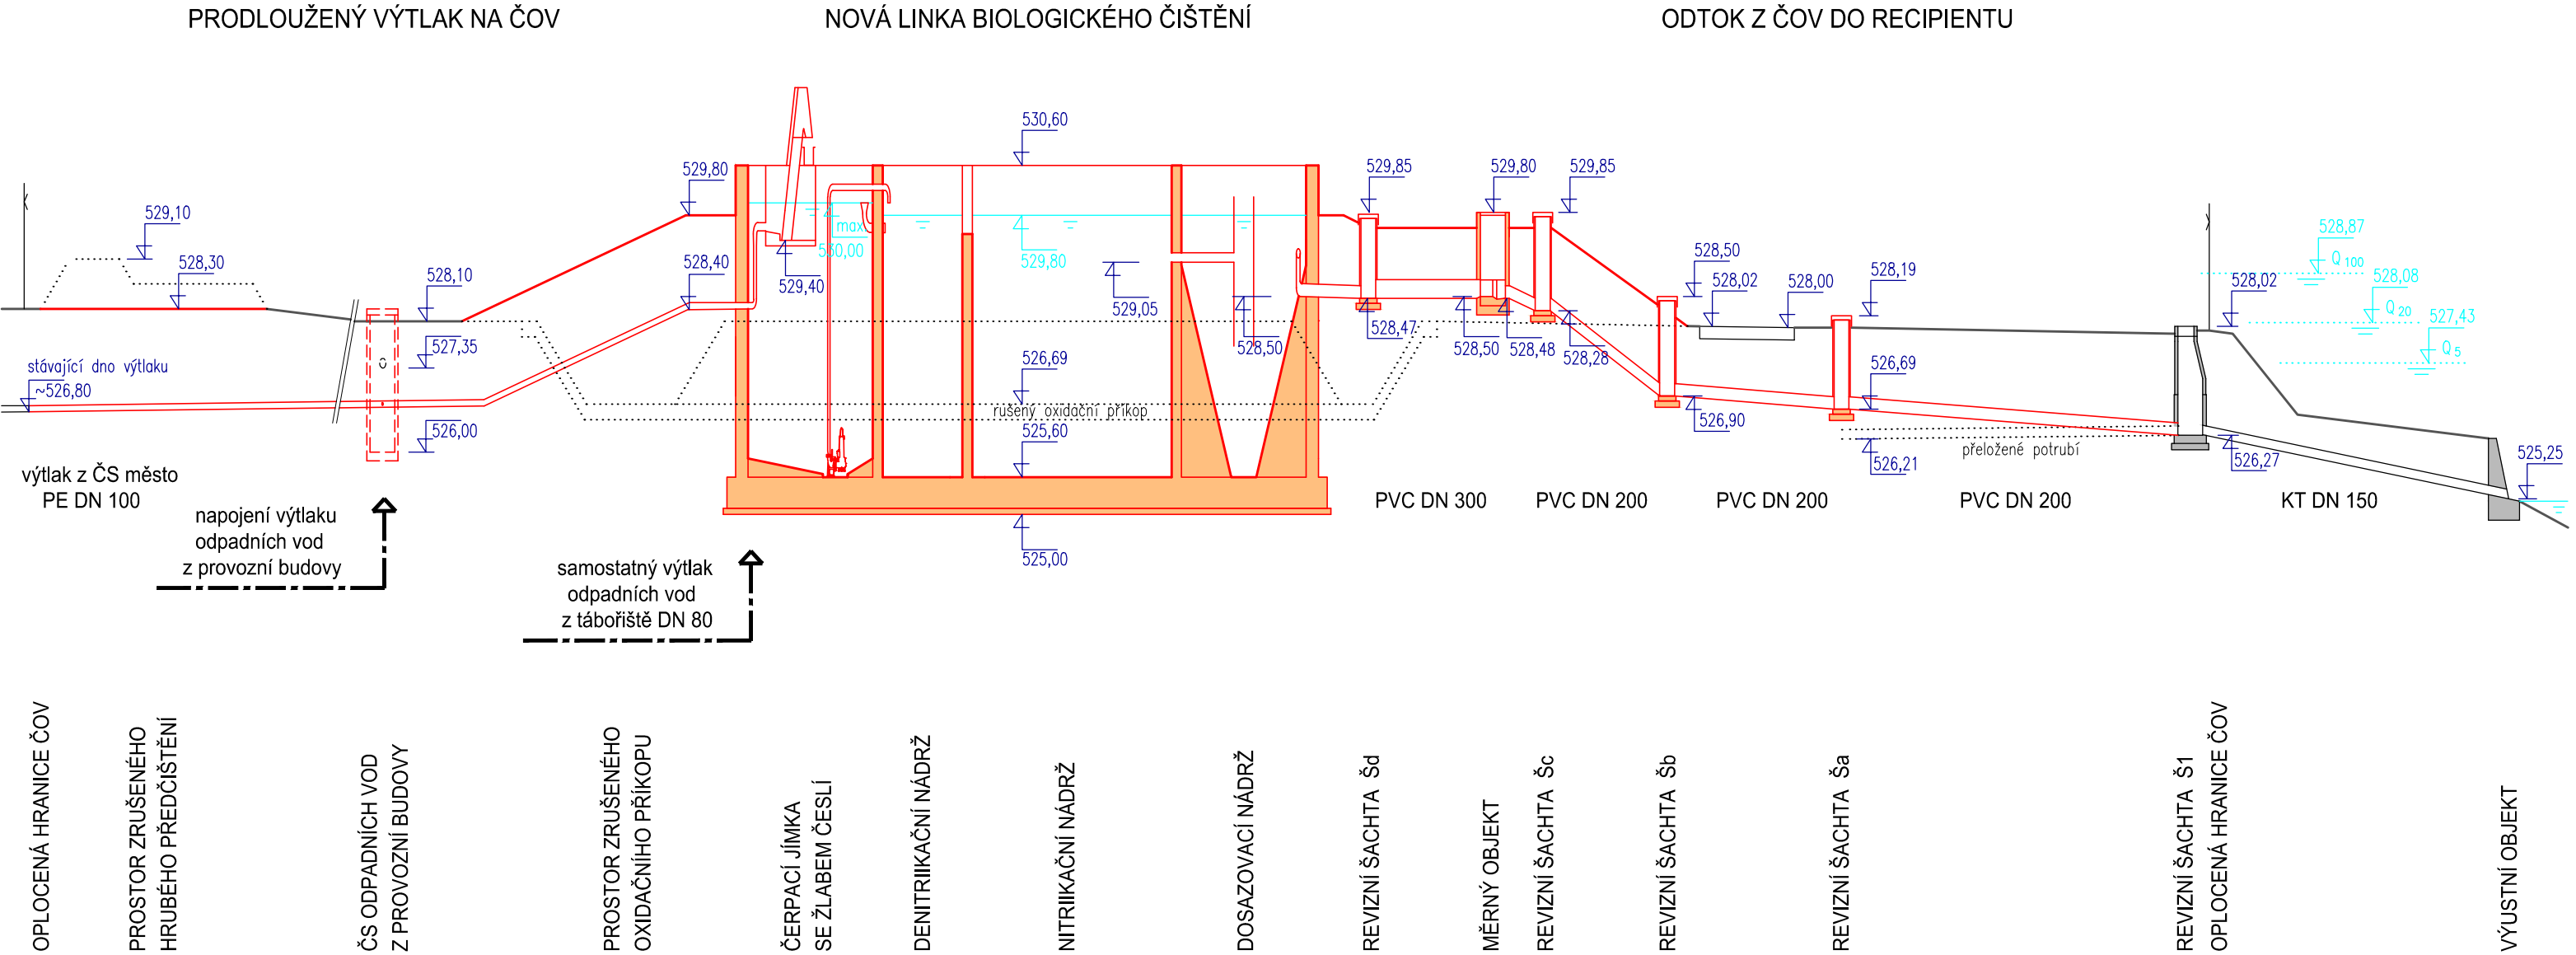 PRODLOUŽENÝ VÝTLAK NA ČOV
NOVÁ LINKA BIOLOGICKÉHO ČIŠTĚNÍ
ODTOK Z ČOV DO RECIPIENTU
529,10
528,30
528,10
527,35
526,00
stávající dno výtlaku
~526,80
529,80
528,40
530,60
max
530,00
529,40
529,80
529,05
528,50
526,69
rušený oxidační příkop
525,60
525,00
529,85
528,47
529,80
528,50
528,48
529,85
528,28
528,50
528,02
528,00
528,19
526,90
526,69
526,21
přeložené potrubí
528,02
526,27
528,87
Q 100
528,08
Q 20
527,43
Q 5
525,25
výtlak z ČS město
PE DN 100
napojení výtlaku
odpadních vod
z provozní budovy
samostatný výtlak
odpadních vod
z tábořiště DN 80
PVC DN 300
PVC DN 200
PVC DN 200
PVC DN 200
KT DN 150
OPLOCENÁ HRANICE ČOV
PROSTOR ZRUŠENÉHO
HRUBÉHO PŘEDČIŠTĚNÍ
ČS ODPADNÍCH VOD
Z PROVOZNÍ BUDOVY
PROSTOR ZRUŠENÉHO
OXIDAČNÍHO PŘÍKOPU
ČERPACÍ JÍMKA
SE ŽLABEM ČESLÍ
DENITRIIKAČNÍ NÁDRŽ
NITRIIKAČNÍ NÁDRŽ
DOSAZOVACÍ NÁDRŽ
REVIZNÍ ŠACHTA Šd
MĚRNÝ OBJEKT
REVIZNÍ ŠACHTA Šc
REVIZNÍ ŠACHTA Šb
REVIZNÍ ŠACHTA Ša
REVIZNÍ ŠACHTA Š1
OPLOCENÁ HRANICE ČOV
VÝUSTNÍ OBJEKT